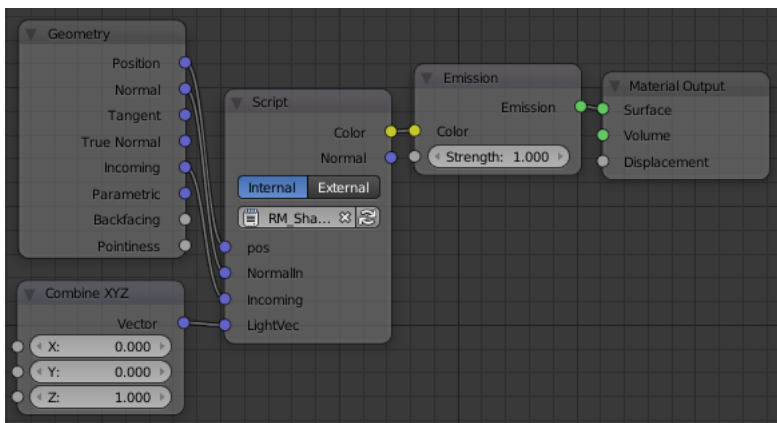 Geometry
Position
Normal
Tangent
True Normal
Incoming
Parametric
Backfacing
Pointiness
Combine XYZ
Vector
X: 0.000
Y: 0.000
Z: 1.000
Script
Color
Normal
Internal External
RM_Sha...
pos
NormalIn
Incoming
LightVec
Emission
Emission
Color
Strength: 1.000
Material Output
Surface
Volume
Displacement